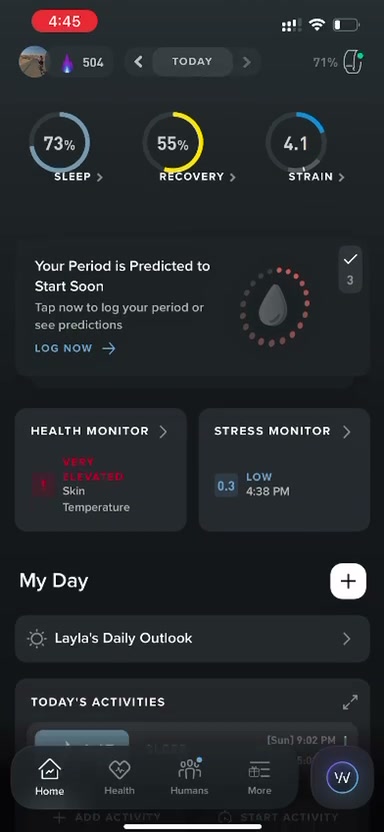 4:45
504
TODAY
71%
73%
55%
4.1
SLEEP
RECOVERY
STRAIN
Your Period is Predicted to
Start Soon
Tap now to log your period or
see predictions
LOG NOW
3
HEALTH MONITOR
VERY
ELEVATED
Skin
Temperature
STRESS MONITOR
0.3
LOW
4:38 PM
My Day
Layla's Daily Outlook
TODAY'S ACTIVITIES
[Sun] 9:02 PM
Home
Health
Humans
More
W
ADD ACTIVITY
START ACTIVITY